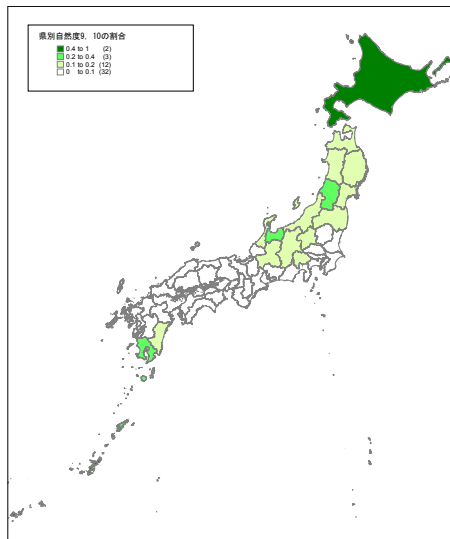 県別自然度9，10の割合
0.4 to 1 (2)
0.2 to 0.4 (3)
0.1 to 0.2 (12)
0 to 0.1 (32)